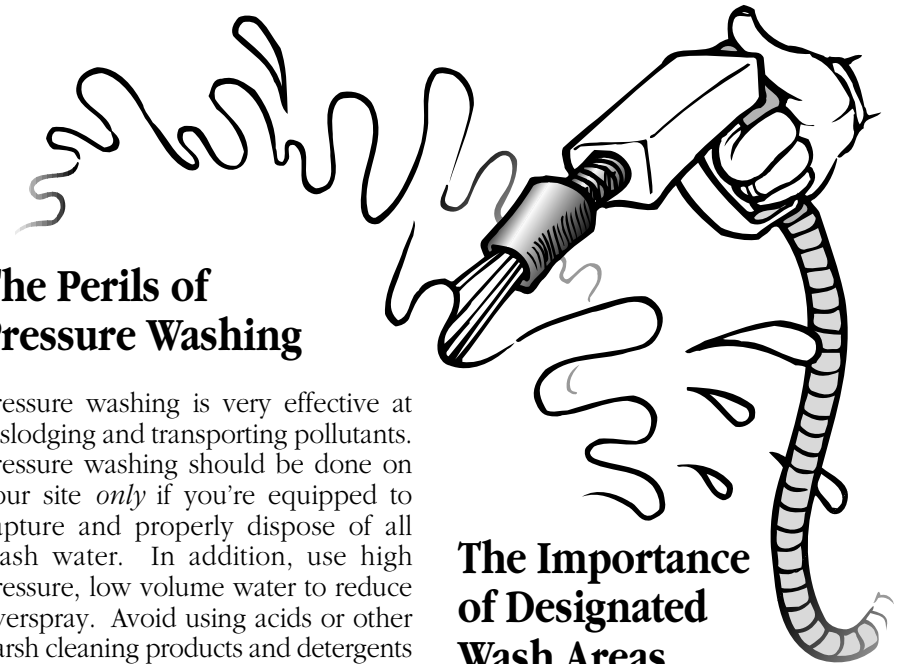 he Perils of
ressure Washing
ressure washing is very effective at
slodging and transporting pollutants.
ressure washing should be done on
our site only if you're equipped to
apture and properly dispose of all
ash water. In addition, use high
ressure, low volume water to reduce
verspray. Avoid using acids or other
arsh cleaning products and detergents
The Importance
of Designated
Wash Areas